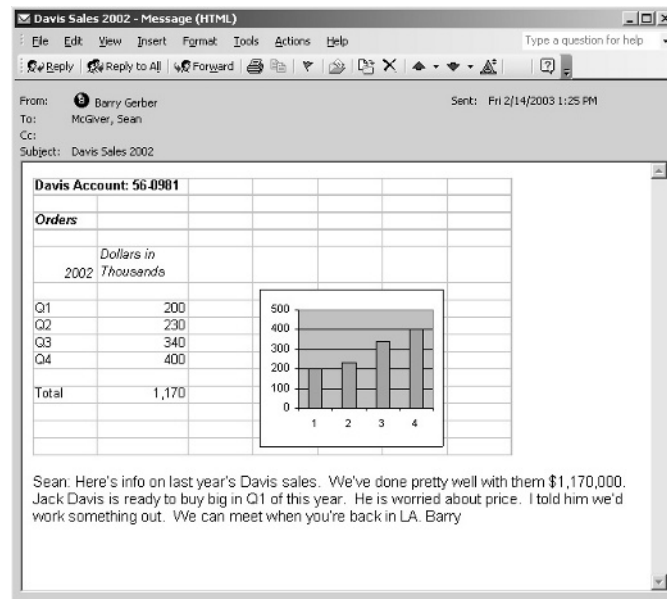 Davis Sales 2002 - Message (HTML)
File Edit View Insert Format Tools Actions Help
Type a question for help
Reply Reply to All Forward
From: Barry Gerber
Sent: Fri 2/14/2003 1:25 PM
To: McGiver, Sean
Cc:
Subject: Davis Sales 2002
Davis Account: 56-0981
Orders
Dollars in
2002 Thousands
Q1 200
Q2 230
Q3 340
Q4 400
Total 1,170
500
400
300
200
100
0
1 2 3 4
Sean: Here's info on last year's Davis sales. We've done pretty well with them $1,170,000.
Jack Davis is ready to buy big in Q1 of this year. He is worried about price. I told him we'd
work something out. We can meet when you're back in LA. Barry